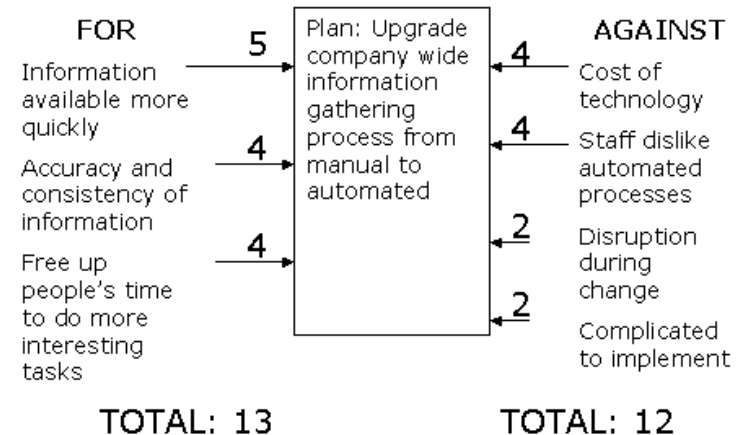 FOR
5
Information
available more
quickly
4
Accuracy and
consistency of
information
4
Free up
people's time
to do more
interesting
tasks
TOTAL: 13
Plan: Upgrade
company wide
information
gathering
process from
manual to
automated
AGAINST
4
Cost of
technology
4
Staff dislike
automated
processes
2
Disruption
during
change
2
Complicated
to implement
TOTAL: 12